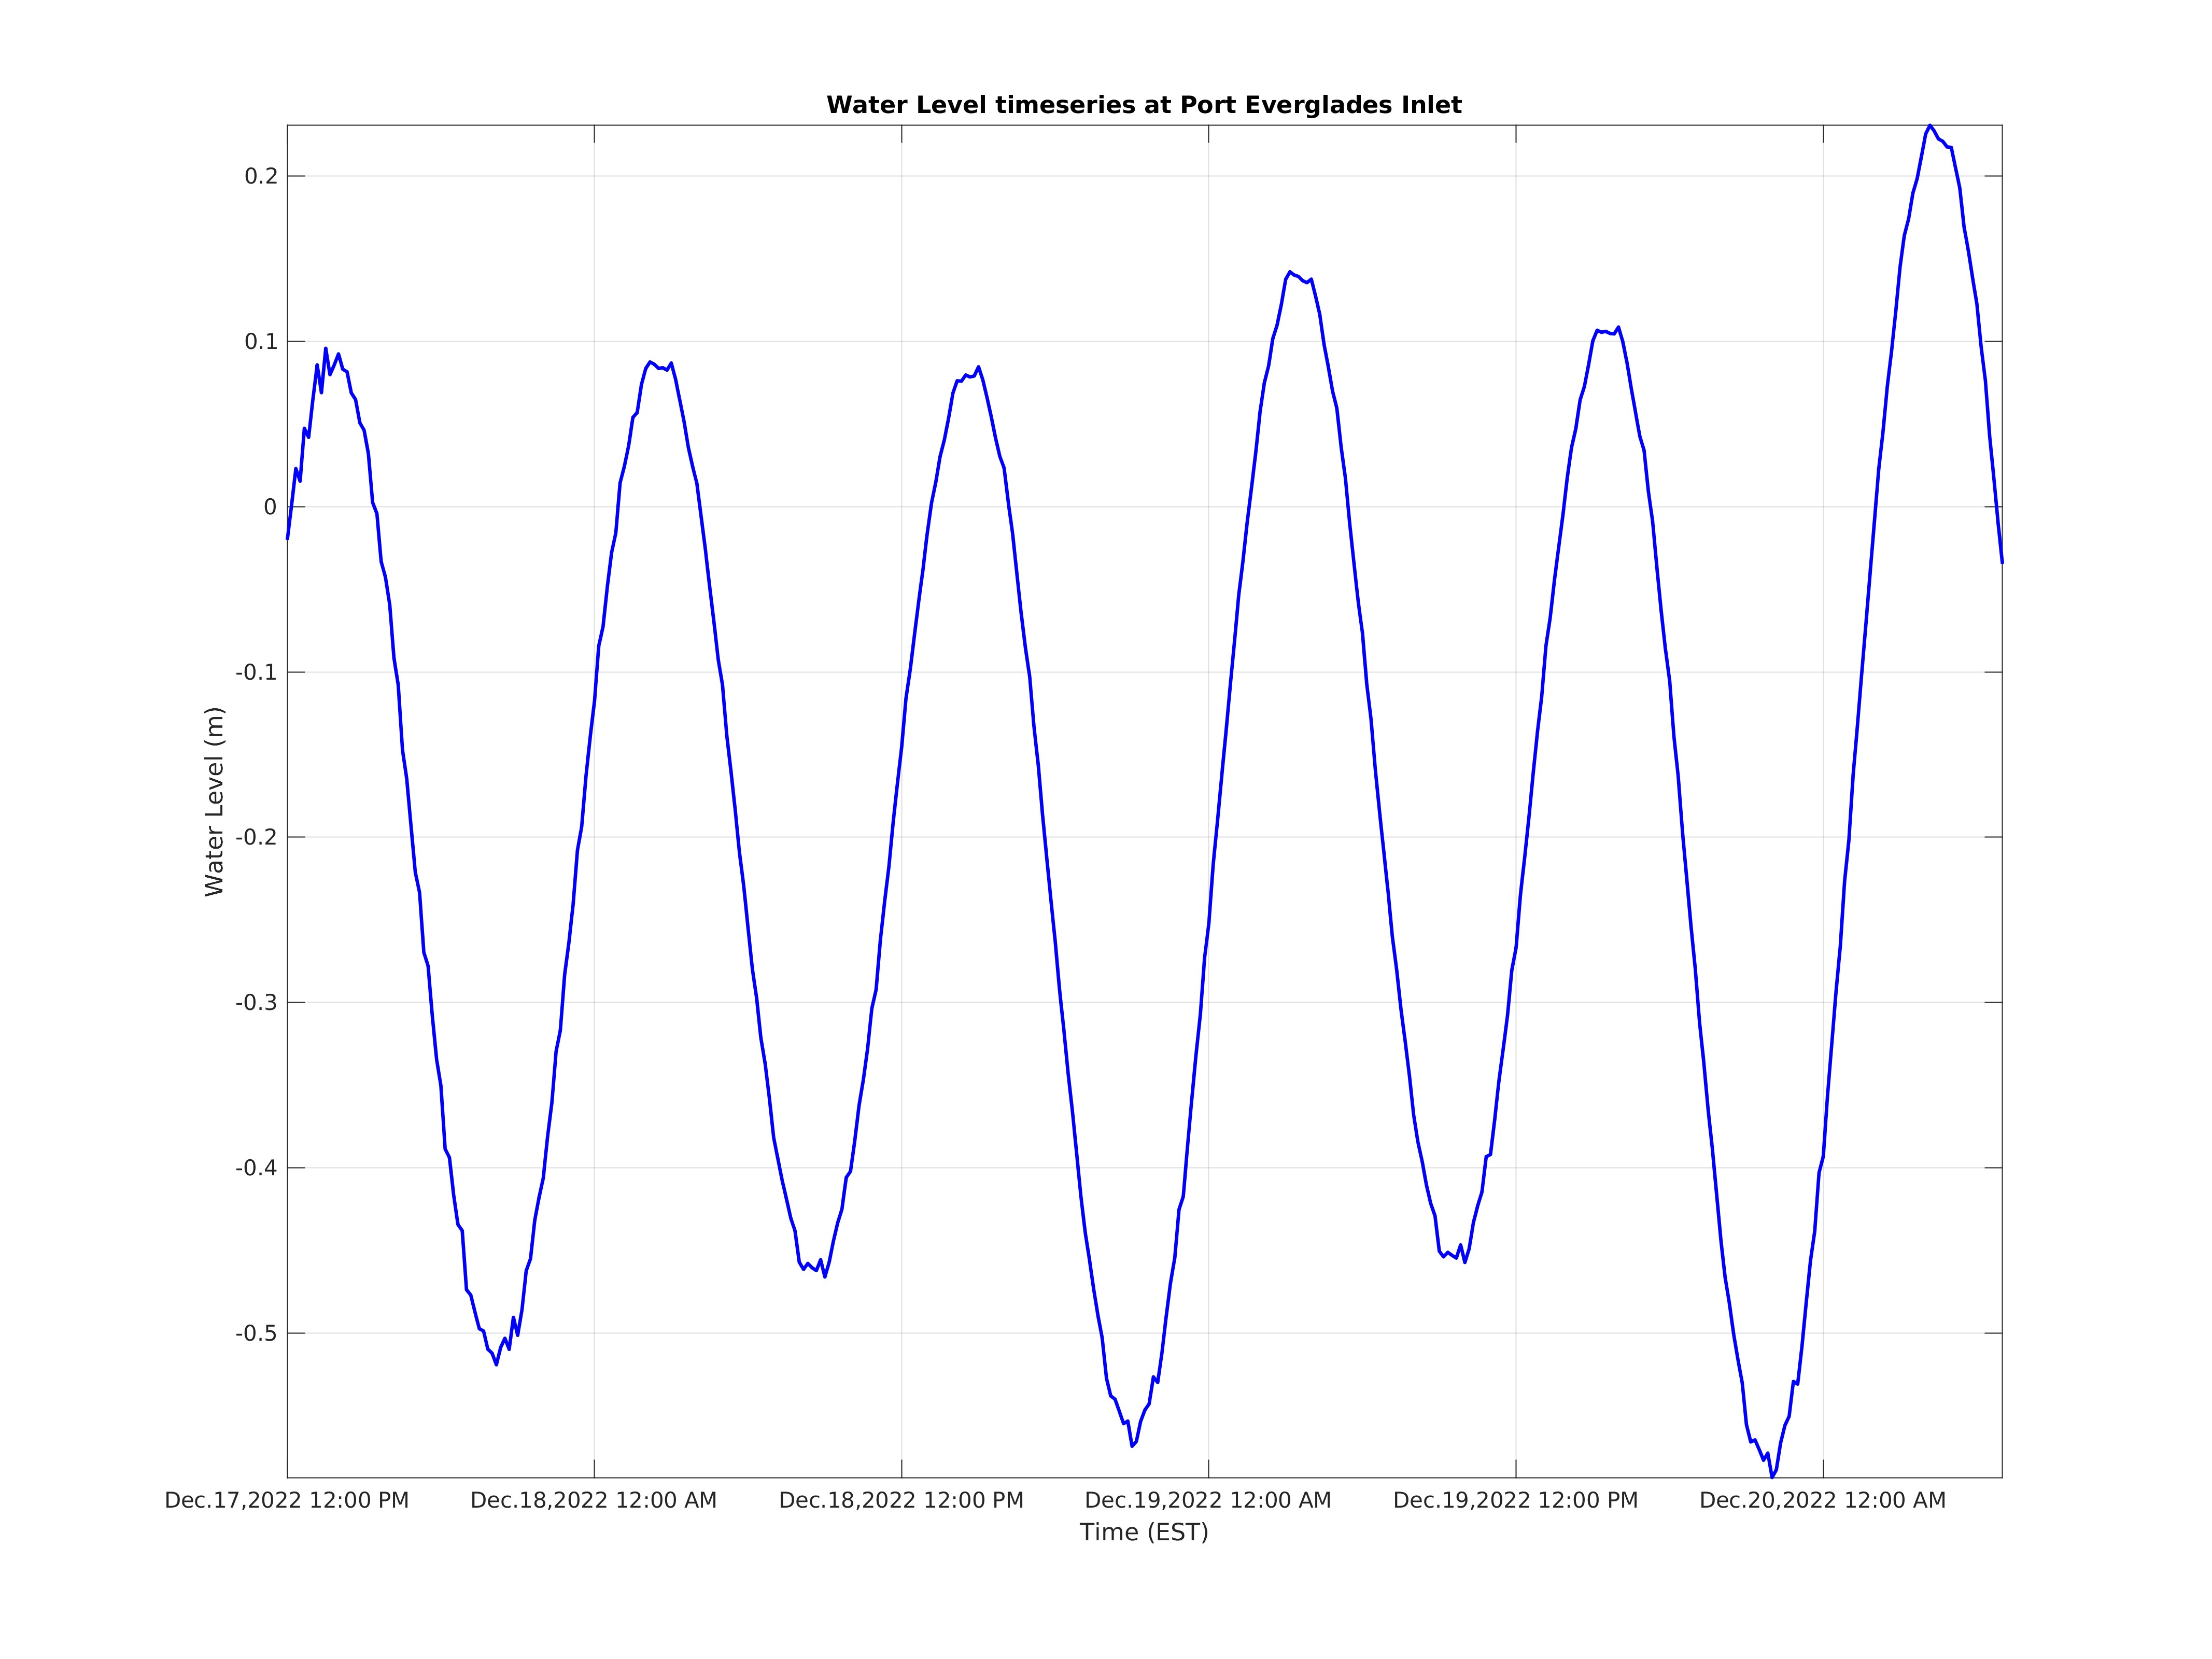 Water Level timeseries at Port Everglades Inlet
0.2
0.1
0
-0.1
-0.2
-0.3
-0.4
-0.5
Water Level (m)
Dec.17,2022 12:00 PM
Dec.18,2022 12:00 AM
Dec.18,2022 12:00 PM
Dec.19,2022 12:00 AM
Dec.19,2022 12:00 PM
Dec.20,2022 12:00 AM
Time (EST)